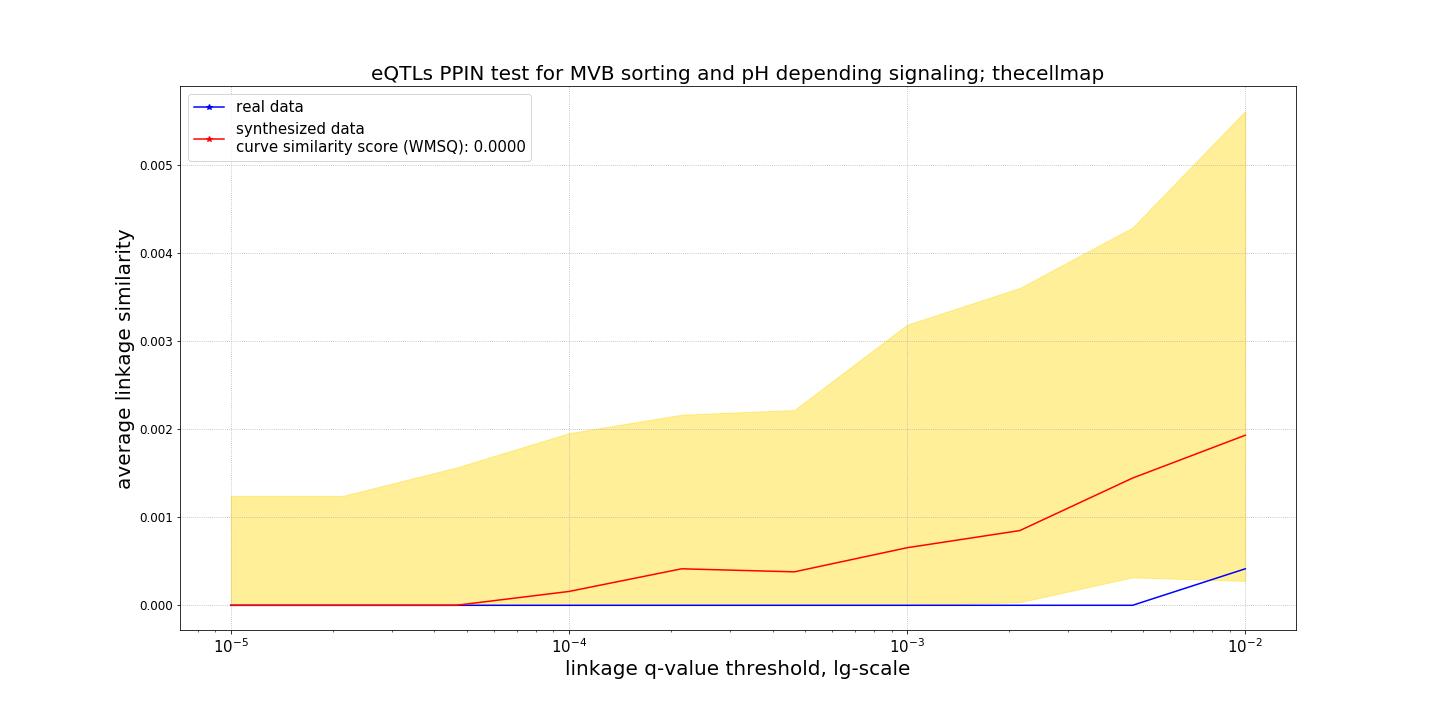 eQTLs PPIN test for MVB sorting and pH depending signaling; thecellmap
real data
synthesized data
curve similarity score (WMSQ): 0.0000
average linkage similarity
0.005
0.004
0.003
0.002
0.001
0.000
10⁻⁵ 10⁻⁴ 10⁻³ 10⁻²
linkage q-value threshold, lg-scale